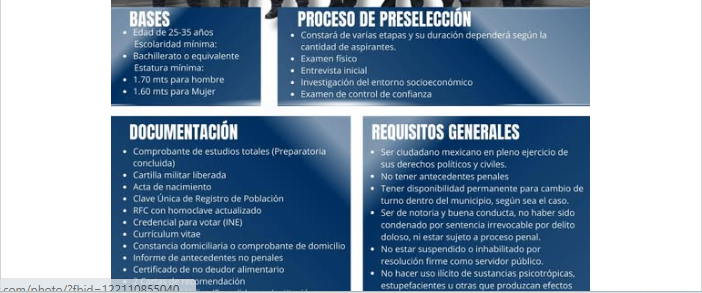 BASES
Edad de 25-35 años
Escolaridad mínima:
Bachillerato o equivalente
Estatura mínima:
1.70 mts para hombre
1.60 mts para Mujer
PROCESO DE PRESELECCIÓN
Constará de varias etapas y su duración dependerá según la
cantidad de aspirantes.
Examen físico
Entrevista inicial
Investigación del entorno socioeconómico
Examen de control de confianza
DOCUMENTACIÓN
Comprobante de estudios totales (Preparatoria
concluida)
Cartilla militar liberada
Acta de nacimiento
Clave Única de Registro de Población
RFC con homoclave actualizado
Credencial para votar (INE)
Currículum vitae
Constancia domiciliaria o comprobante de domicilio
Informe de antecedentes no penales
Certificado de no deudor alimentario
recomendación
REQUISITOS GENERALES
Ser ciudadano mexicano en pleno ejercicio de
sus derechos políticos y civiles.
No tener antecedentes penales
Tener disponibilidad permanente para cambio de
turno dentro del municipio, según sea el caso.
Ser de notoria y buena conducta, no haber sido
condenado por sentencia irrevocable por delito
doloso, ni estar sujeto a proceso penal.
No estar suspendido o inhabilitado por
resolución firme como servidor público.
No hacer uso ilícito de sustancias psicotrópicas,
estupefacientes u otras que produzcan efectos
.com/photo/?fbid=122110855040